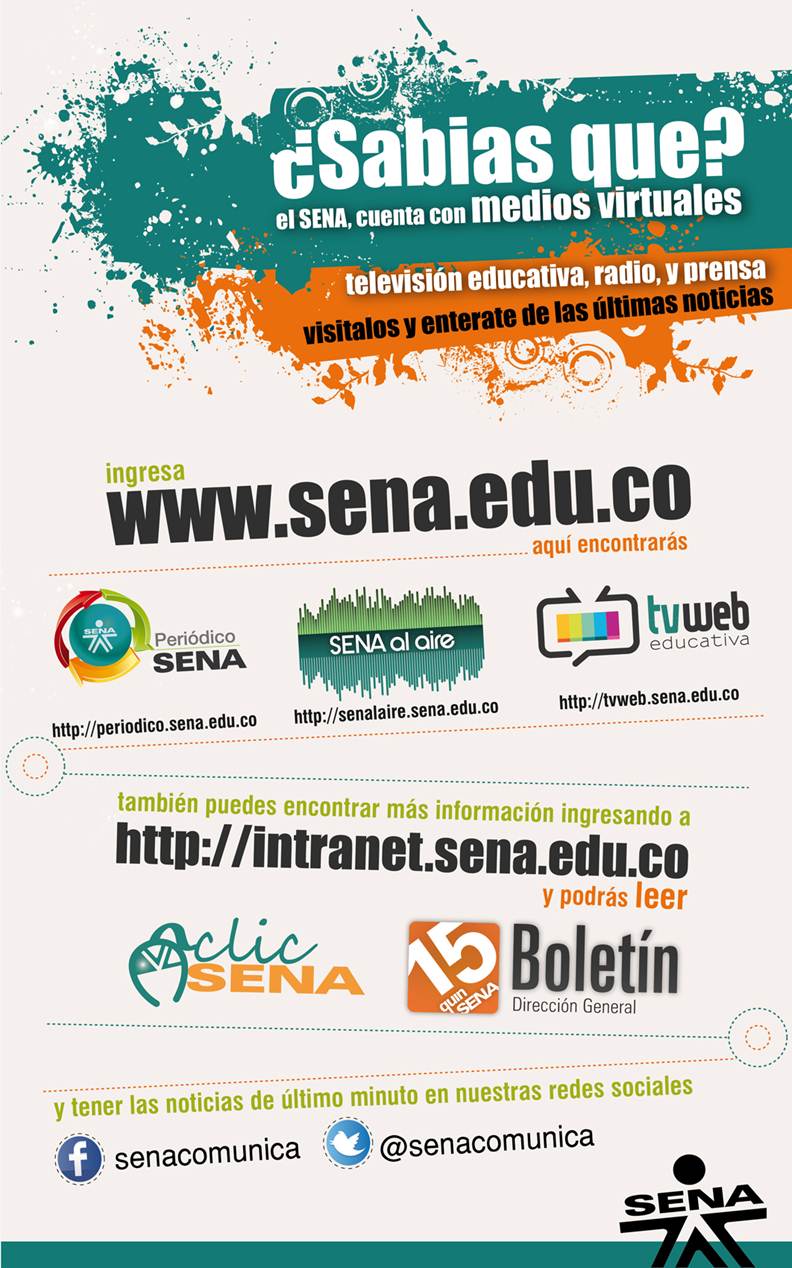 ¿Sabias que?
el SENA, cuenta con medios virtuales
televisión educativa, radio, y prensa
visitalos y enterate de las últimas noticias
ingresa
www.sena.edu.co
aquí encontrarás
SENA
Periódico
SENA
SENA al aire
tvweb
educativa
http://periodico.sena.edu.co
http://senalaire.sena.edu.co
http://tvweb.sena.edu.co
también puedes encontrar más información ingresando a
http://intranet.sena.edu.co
y podrás leer
Aclic
SENA
15
quin
SENA
Boletín
Dirección General
y tener las noticias de último minuto en nuestras redes sociales
f senacomunica
@senacomunica
SENA